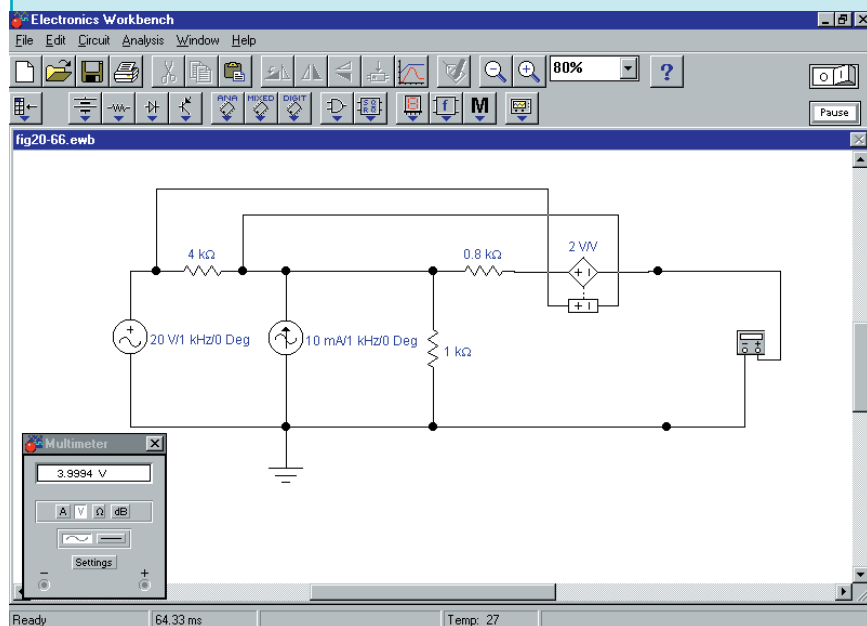 Electronics Workbench
File Edit Circuit Analysis Window Help
80%
?
O I
ANA MIXED DIGIT
M
Pause
fig20-66.ewb
4 kΩ
0.8 kΩ
2 V/V
20 V/1 kHz/0 Deg
10 mA/1 kHz/0 Deg
1 kΩ
Multimeter
3.9994 V
A V Ω dB
Settings
Ready 64.33 ms Temp: 27